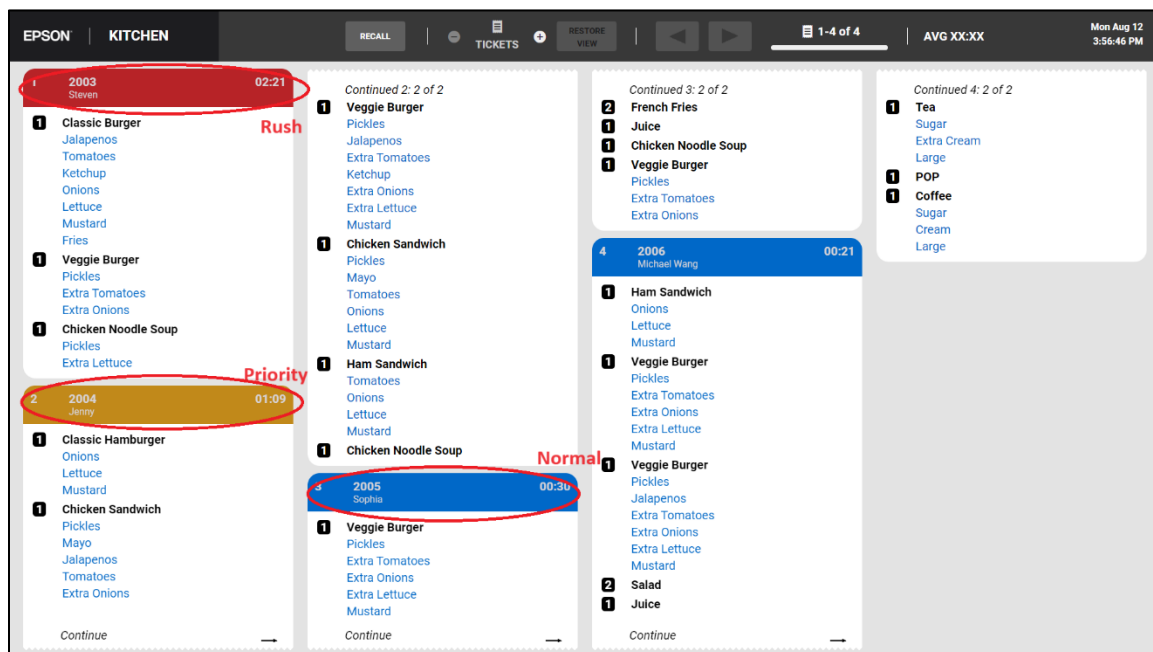 EPSON | KITCHEN
RECALL
TICKETS
RESTORE
VIEW
1-4 of 4
AVG XX:XX
Mon Aug 12
3:56:46 PM
1 2003 02:21
Steven
Rush
1 Classic Burger
Jalapenos
Tomatoes
Ketchup
Onions
Lettuce
Mustard
Fries
1 Veggie Burger
Pickles
Extra Tomatoes
Extra Onions
1 Chicken Noodle Soup
Pickles
Extra Lettuce
Priority
2 2004 01:09
Jenny
1 Classic Hamburger
Onions
Lettuce
Mustard
1 Chicken Sandwich
Pickles
Mayo
Jalapenos
Tomatoes
Extra Onions
Continue →
Continued 2: 2 of 2
1 Veggie Burger
Pickles
Jalapenos
Extra Tomatoes
Ketchup
Extra Onions
Extra Lettuce
Mustard
1 Chicken Sandwich
Pickles
Mayo
Tomatoes
Onions
Lettuce
Mustard
1 Ham Sandwich
Tomatoes
Onions
Lettuce
Mustard
1 Chicken Noodle Soup
Normal
3 2005 00:30
Sophia
1 Veggie Burger
Pickles
Extra Tomatoes
Extra Onions
Extra Lettuce
Mustard
Continue →
Continued 3: 2 of 2
2 French Fries
1 Juice
1 Chicken Noodle Soup
1 Veggie Burger
Pickles
Extra Tomatoes
Extra Onions
4 2006 00:21
Michael Wang
1 Ham Sandwich
Onions
Lettuce
Mustard
1 Veggie Burger
Pickles
Extra Tomatoes
Extra Onions
Extra Lettuce
Mustard
1 Veggie Burger
Pickles
Jalapenos
Extra Tomatoes
Extra Onions
Extra Lettuce
Mustard
2 Salad
1 Juice
Continue →
Continued 4: 2 of 2
1 Tea
Sugar
Extra Cream
Large
1 POP
1 Coffee
Sugar
Cream
Large